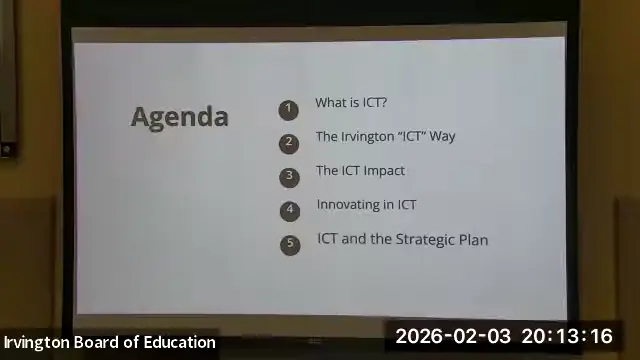 Agenda
1 What is ICT?
2 The Irvington “ICT” Way
3 The ICT Impact
4 Innovating in ICT
5 ICT and the Strategic Plan
Irvington Board of Education
2026-02-03 20:13:16